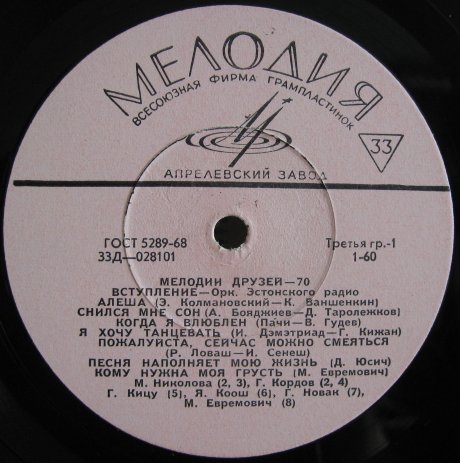 МЕЛОДИЯ
ВСЕСОЮЗНАЯ ФИРМА ГРАМПЛАСТИНОК
33
АПРЕЛЕВСКИЙ ЗАВОД
ГОСТ 5289-68 Третья гр.-1
33Д—028101 1-60
МЕЛОДИИ ДРУЗЕЙ—70
ВСТУПЛЕНИЕ—Орк. Эстонского радио
АЛЕША (Э. Колмановский—К. Ваншенкин)
СНИЛСЯ МНЕ СОН (А. Бояджиев—Д. Таролежков)
КОГДА Я ВЛЮБЛЕН (Пачи—В. Гудев)
Я ХОЧУ ТАНЦЕВАТЬ (И. Дэмэтриад—Г. Кижан)
ПОЖАЛУИСТА, СЕЙЧАС МОЖНО СМЕЯТЬСЯ
(Р. Ловаш—И. Сенеш)
ПЕСНЯ НАПОЛНЯЕТ МОЮ ЖИЗНЬ (Д. Юсич)
КОМУ НУЖНА МОЯ ГРУСТЬ (М. Евремович)
М. Николова (2, 3), Г. Кордов (2, 4)
Г. Кицу (5), Я. Коош (6), Г. Новак (7),
М. Евремович (8)